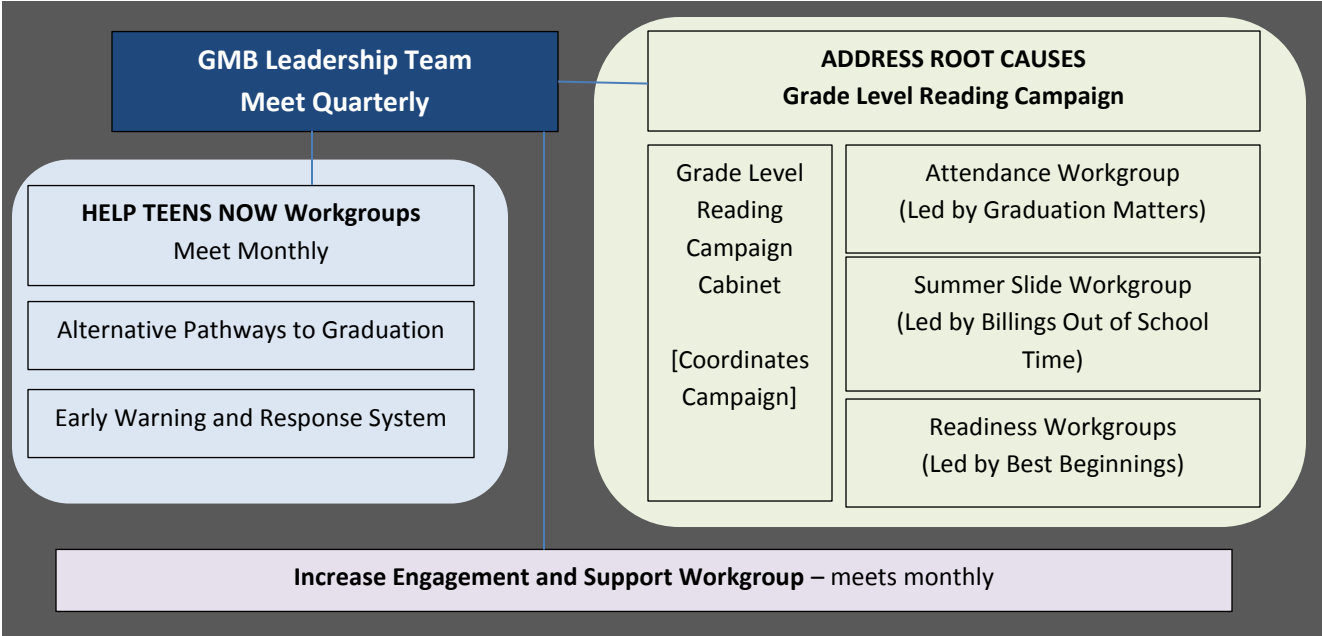 GMB Leadership Team
Meet Quarterly
HELP TEENS NOW Workgroups
Meet Monthly
Alternative Pathways to Graduation
Early Warning and Response System
ADDRESS ROOT CAUSES
Grade Level Reading Campaign
Grade Level
Reading
Campaign
Cabinet
[Coordinates
Campaign]
Attendance Workgroup
(Led by Graduation Matters)
Summer Slide Workgroup
(Led by Billings Out of School
Time)
Readiness Workgroups
(Led by Best Beginnings)
Increase Engagement and Support Workgroup – meets monthly